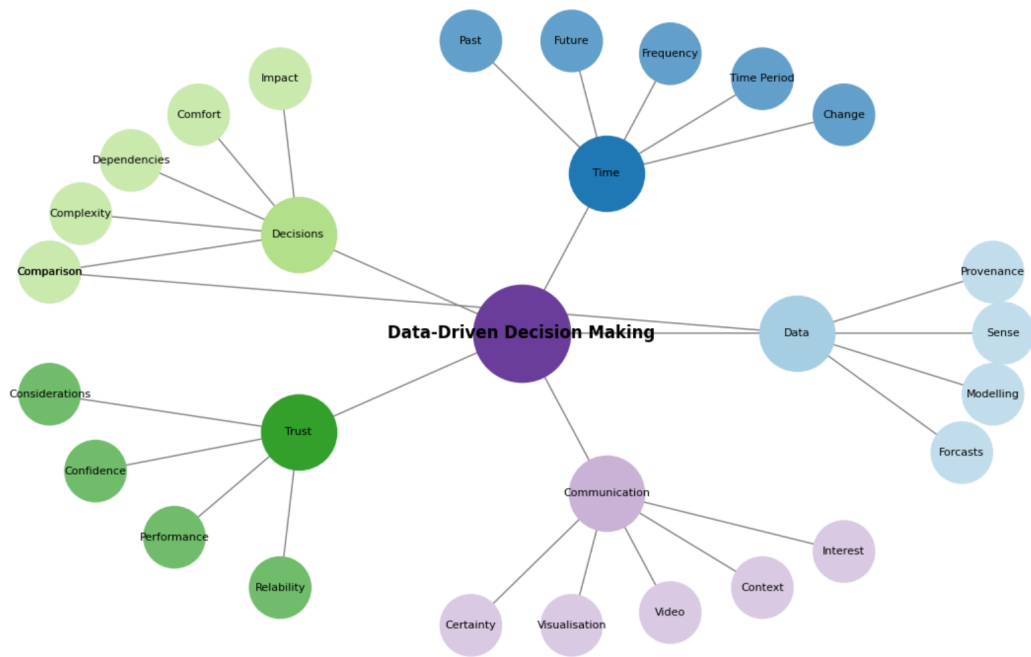 Past
Future
Frequency
Time Period
Change
Time
Impact
Comfort
Dependencies
Complexity
Comparison
Decisions
Data-Driven Decision Making
Data
Provenance
Sense
Modelling
Forcasts
Trust
Considerations
Confidence
Performance
Relability
Communication
Interest
Context
Video
Visualisation
Certainty